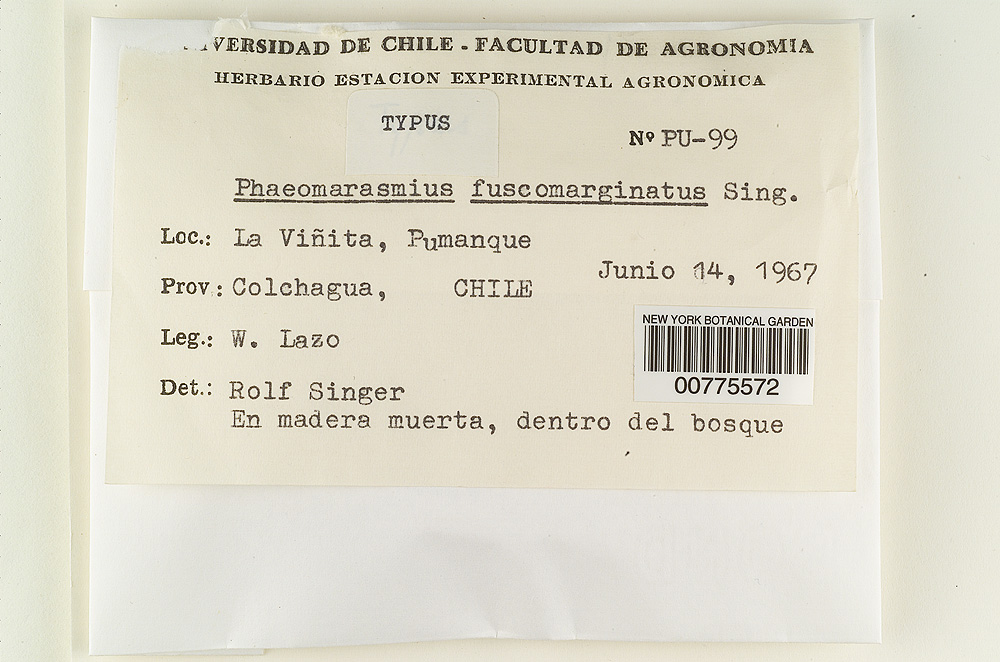 VERSIDAD DE CHILE - FACULTAD DE AGRONOMIA
HERBARIO ESTACION EXPERIMENTAL AGRONOMICA
TYPUS
Nº PU-99
Phaeomarasmius fuscomarginatus Sing.
Loc.: La Viñita, Pumanque
Junio 14, 1967
Prov.: Colchagua, CHILE
Leg.: W. Lazo
NEW YORK BOTANICAL GARDEN
00775572
Det.: Rolf Singer
En madera muerta, dentro del bosque